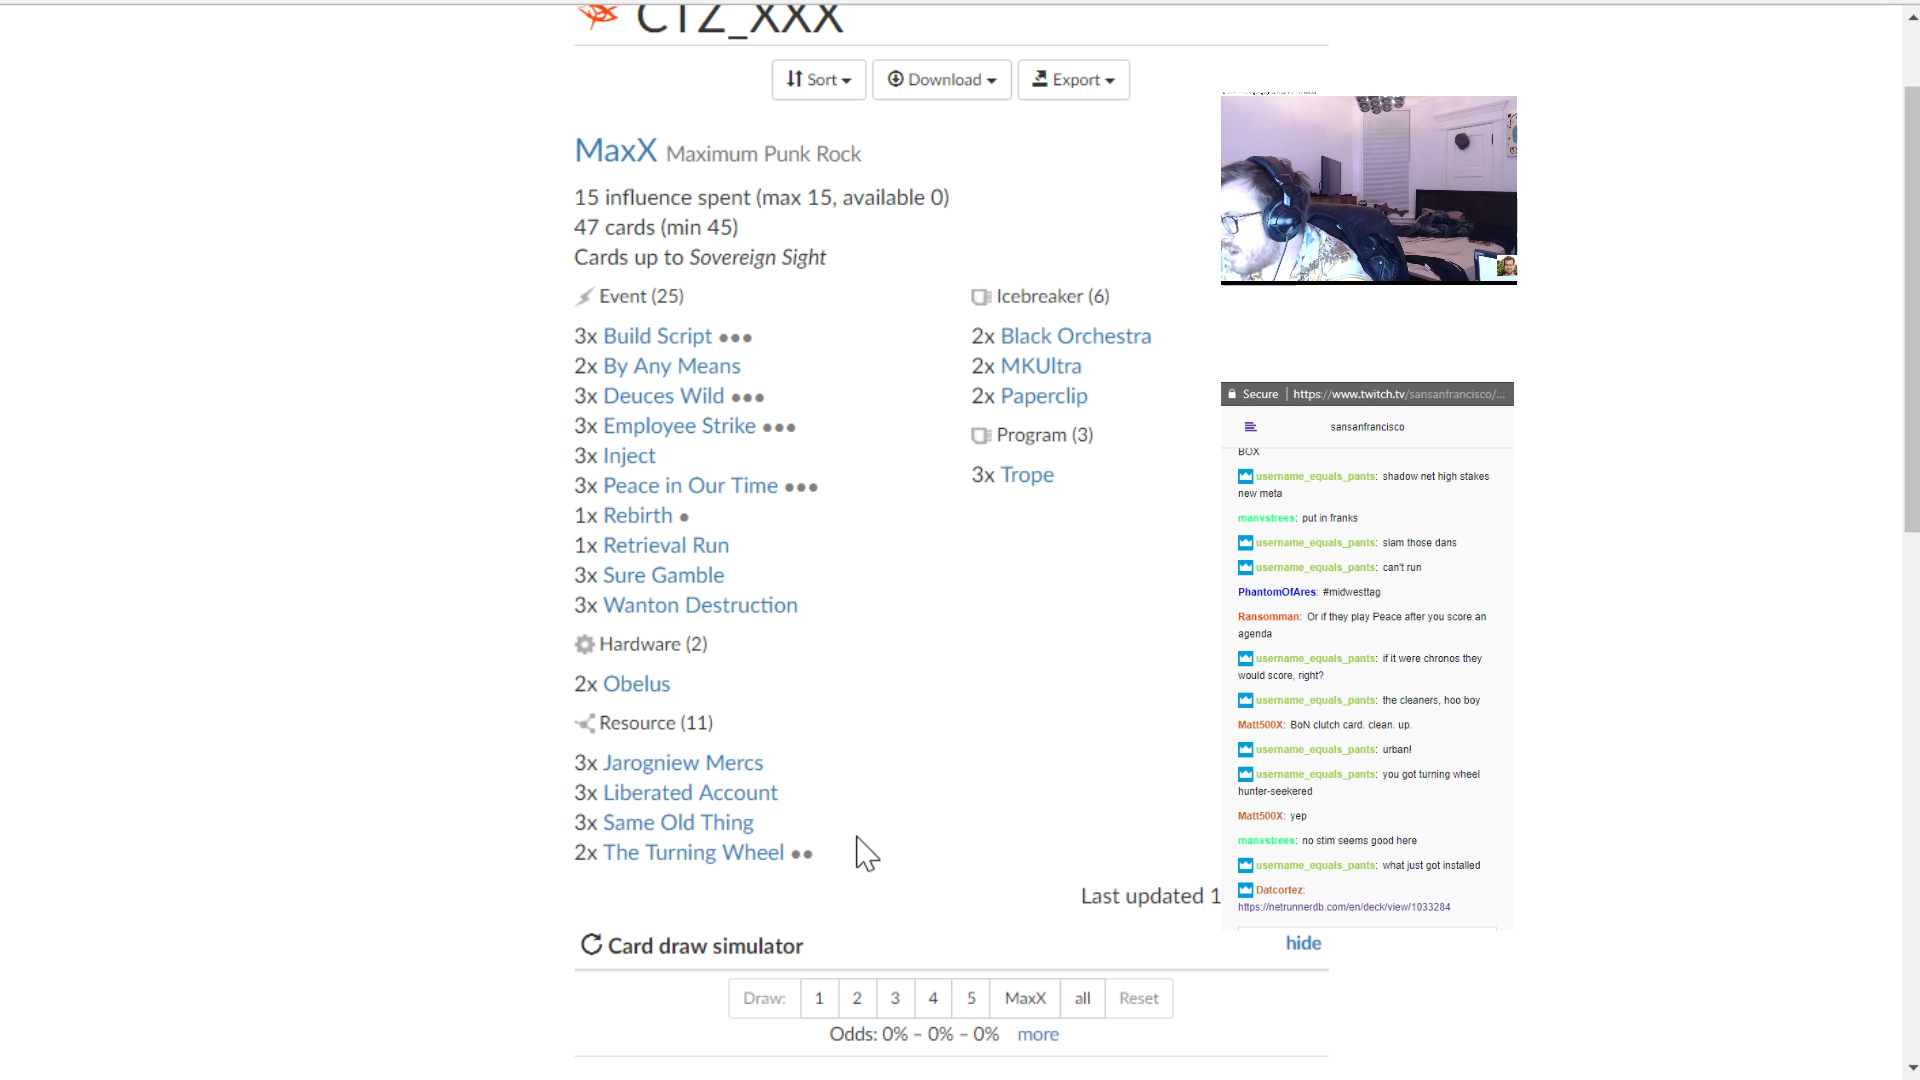 CTZ_XXX
Sort
Download
Export
MaxX Maximum Punk Rock
15 influence spent (max 15, available 0)
47 cards (min 45)
Cards up to Sovereign Sight
Event (25)
3x Build Script ●●●
2x By Any Means
3x Deuces Wild ●●●
3x Employee Strike ●●●
3x Inject
3x Peace in Our Time ●●●
1x Rebirth ●
1x Retrieval Run
3x Sure Gamble
3x Wanton Destruction
Hardware (2)
2x Obelus
Resource (11)
3x Jarogniew Mercs
3x Liberated Account
3x Same Old Thing
2x The Turning Wheel ●●
Icebreaker (6)
2x Black Orchestra
2x MKUltra
2x Paperclip
Program (3)
3x Trope
Last updated 1
Card draw simulator
hide
Draw: 1 2 3 4 5 MaxX all Reset
Odds: 0% – 0% – 0% more
Secure | https://www.twitch.tv/sansanfrancisco/...
sansanfrancisco
BOX
username_equals_pants: shadow net high stakes
new meta
manvstrees: put in franks
username_equals_pants: slam those dans
username_equals_pants: can't run
PhantomOfAres: #midwesttag
Ransomman: Or if they play Peace after you score an
agenda
username_equals_pants: if it were chronos they
would score, right?
username_equals_pants: the cleaners, hoo boy
Matt500X: BoN clutch card. clean. up.
username_equals_pants: urban!
username_equals_pants: you got turning wheel
hunter-seekered
Matt500X: yep
manvstrees: no stim seems good here
username_equals_pants: what just got installed
Datcortez:
https://netrunnerdb.com/en/deck/view/1033284